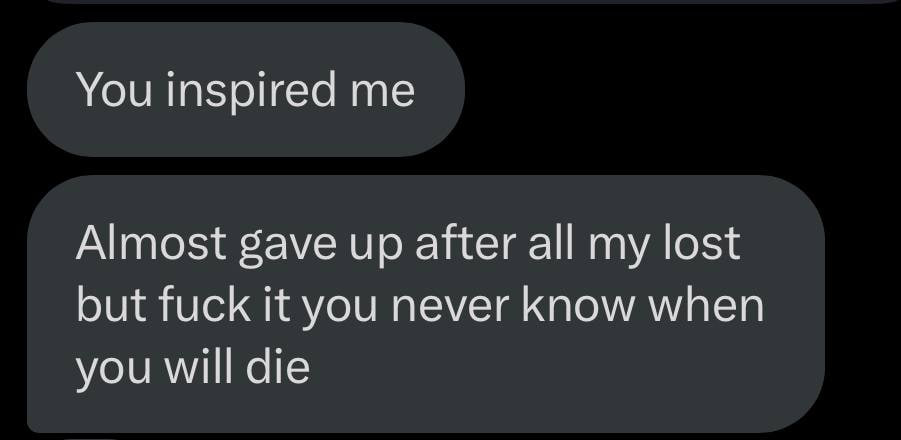 You inspired me
Almost gave up after all my lost
but fuck it you never know when
you will die